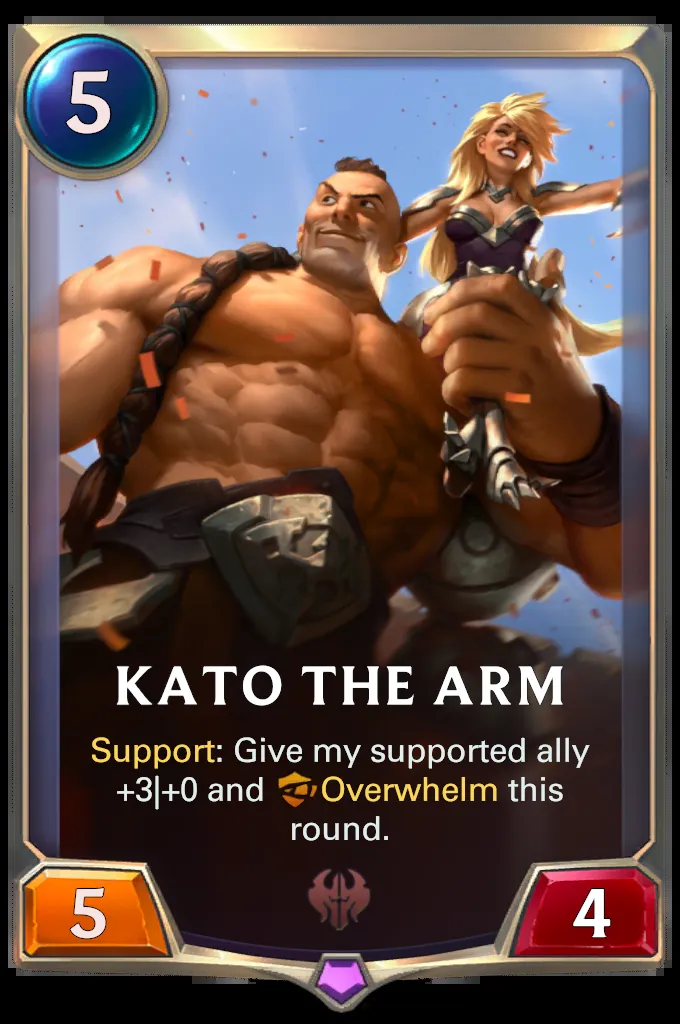 5
KATO THE ARM
Support: Give my supported ally
+3|+0 and Overwhelm this
round.
5
4